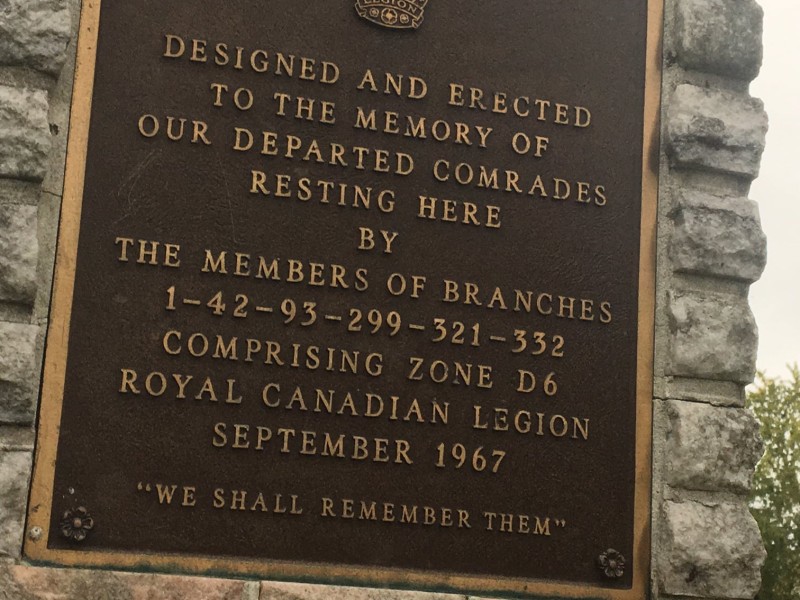 LEGION
DESIGNED AND ERECTED
TO THE MEMORY OF
OUR DEPARTED COMRADES
RESTING HERE
BY
THE MEMBERS OF BRANCHES
1-42-93-299-321-332
COMPRISING ZONE D6
ROYAL CANADIAN LEGION
SEPTEMBER 1967
"WE SHALL REMEMBER THEM"